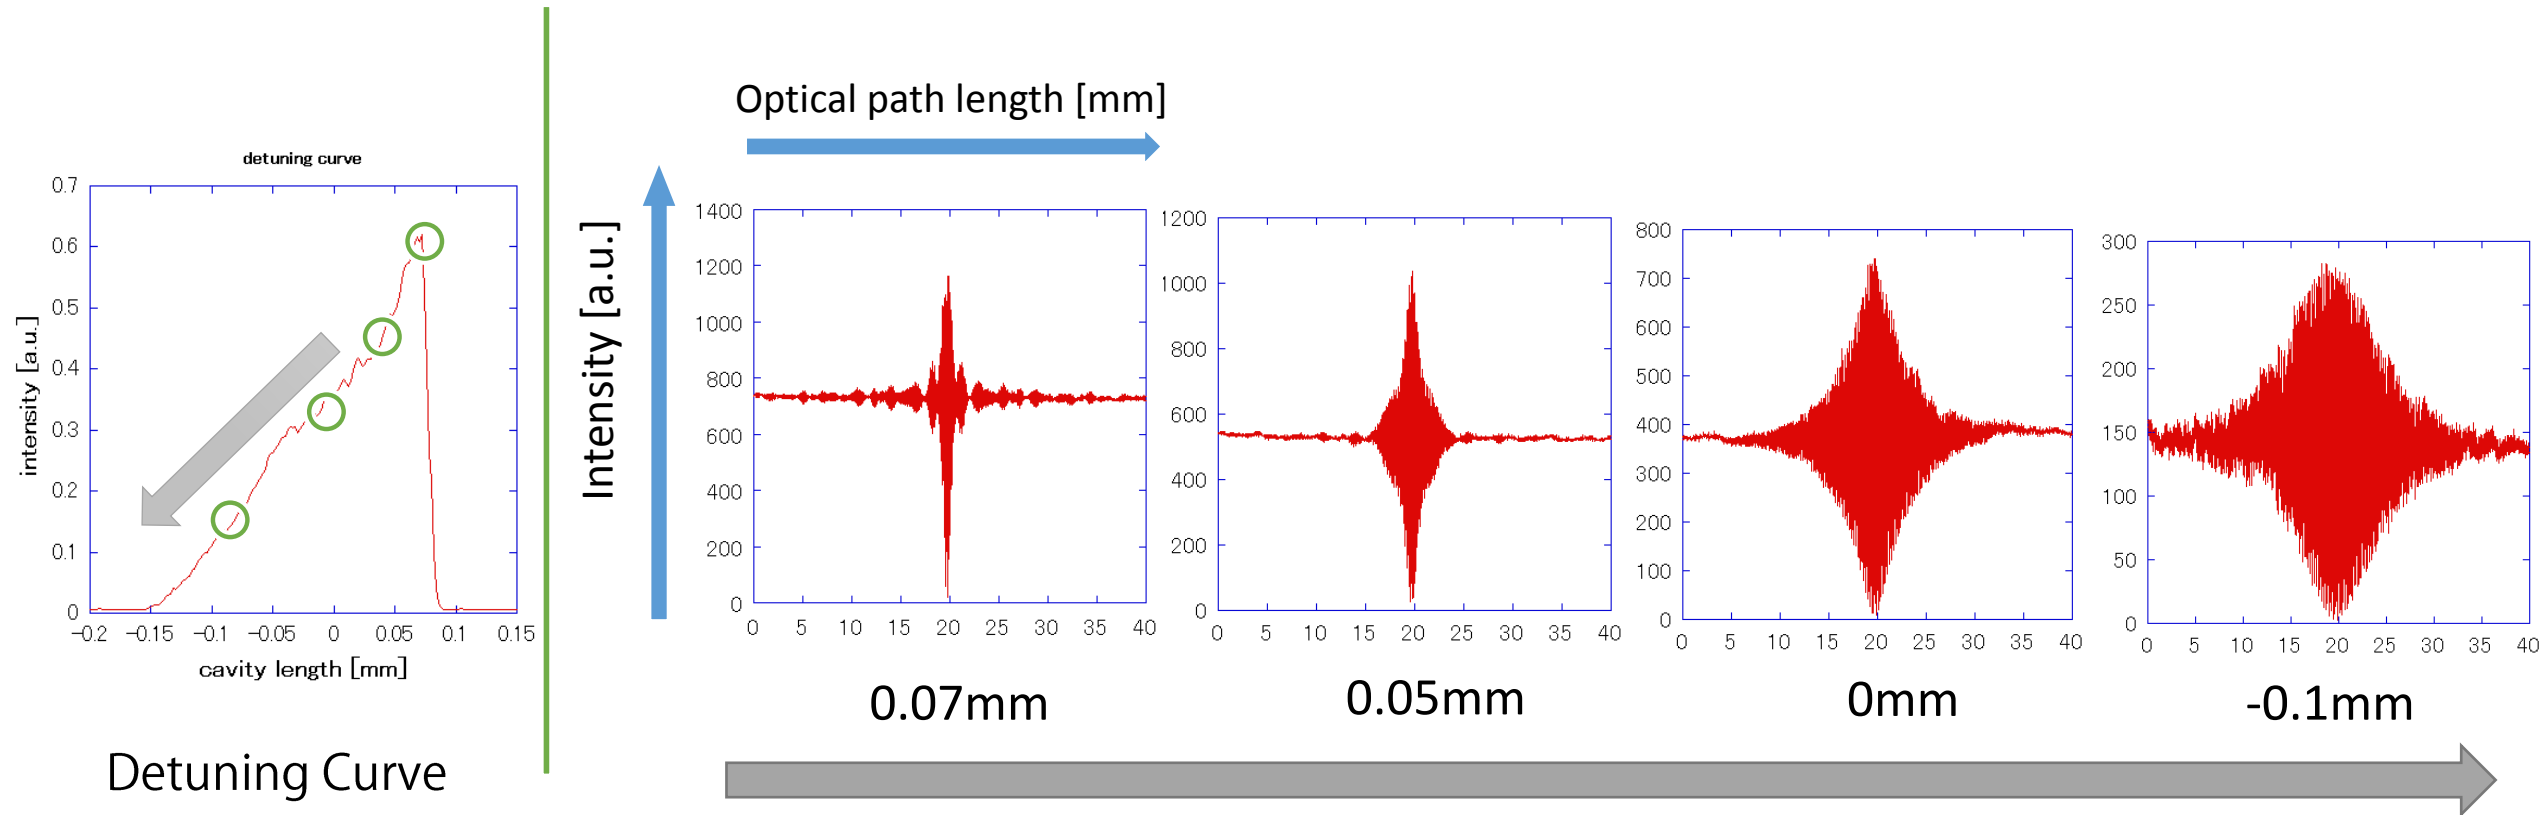 detuning curve
0.7
0.6
0.5
0.4
0.3
0.2
0.1
0
intensity [a.u.]
-0.2 -0.15 -0.1 -0.05 0 0.05 0.1 0.15
cavity length [mm]
Detuning Curve
Optical path length [mm]
Intensity [a.u.]
1400
1200
1000
800
600
400
200
0
0 5 10 15 20 25 30 35 40
0.07mm
1200
1000
800
600
400
200
0
0 5 10 15 20 25 30 35 40
0.05mm
800
700
600
500
400
300
200
100
0
0 5 10 15 20 25 30 35 40
0mm
300
250
200
150
100
50
0
0 5 10 15 20 25 30 35 40
-0.1mm